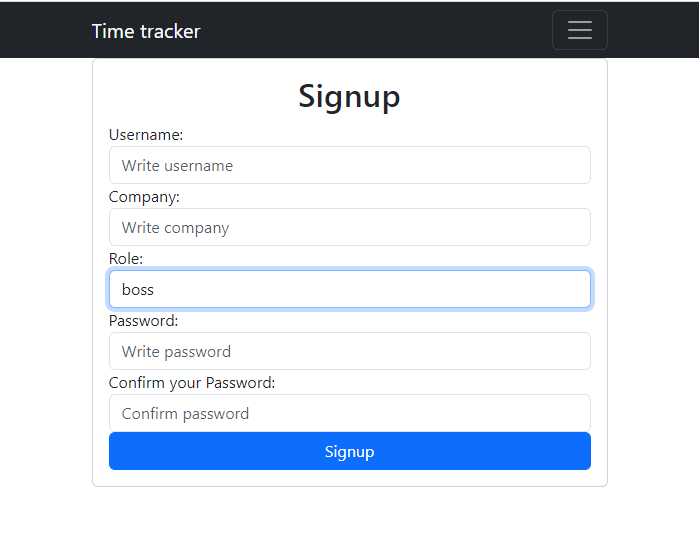 Time tracker
Signup
Username:
Write username
Company:
Write company
Role:
boss
Password:
Write password
Confirm your Password:
Confirm password
Signup